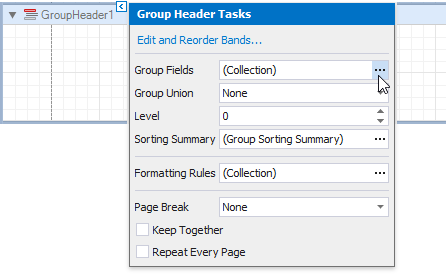 GroupHeader1
Group Header Tasks
Edit and Reorder Bands...
Group Fields (Collection) ...
Group Union None
Level 0
Sorting Summary (Group Sorting Summary) ...
Formatting Rules (Collection) ...
Page Break None
Keep Together
Repeat Every Page